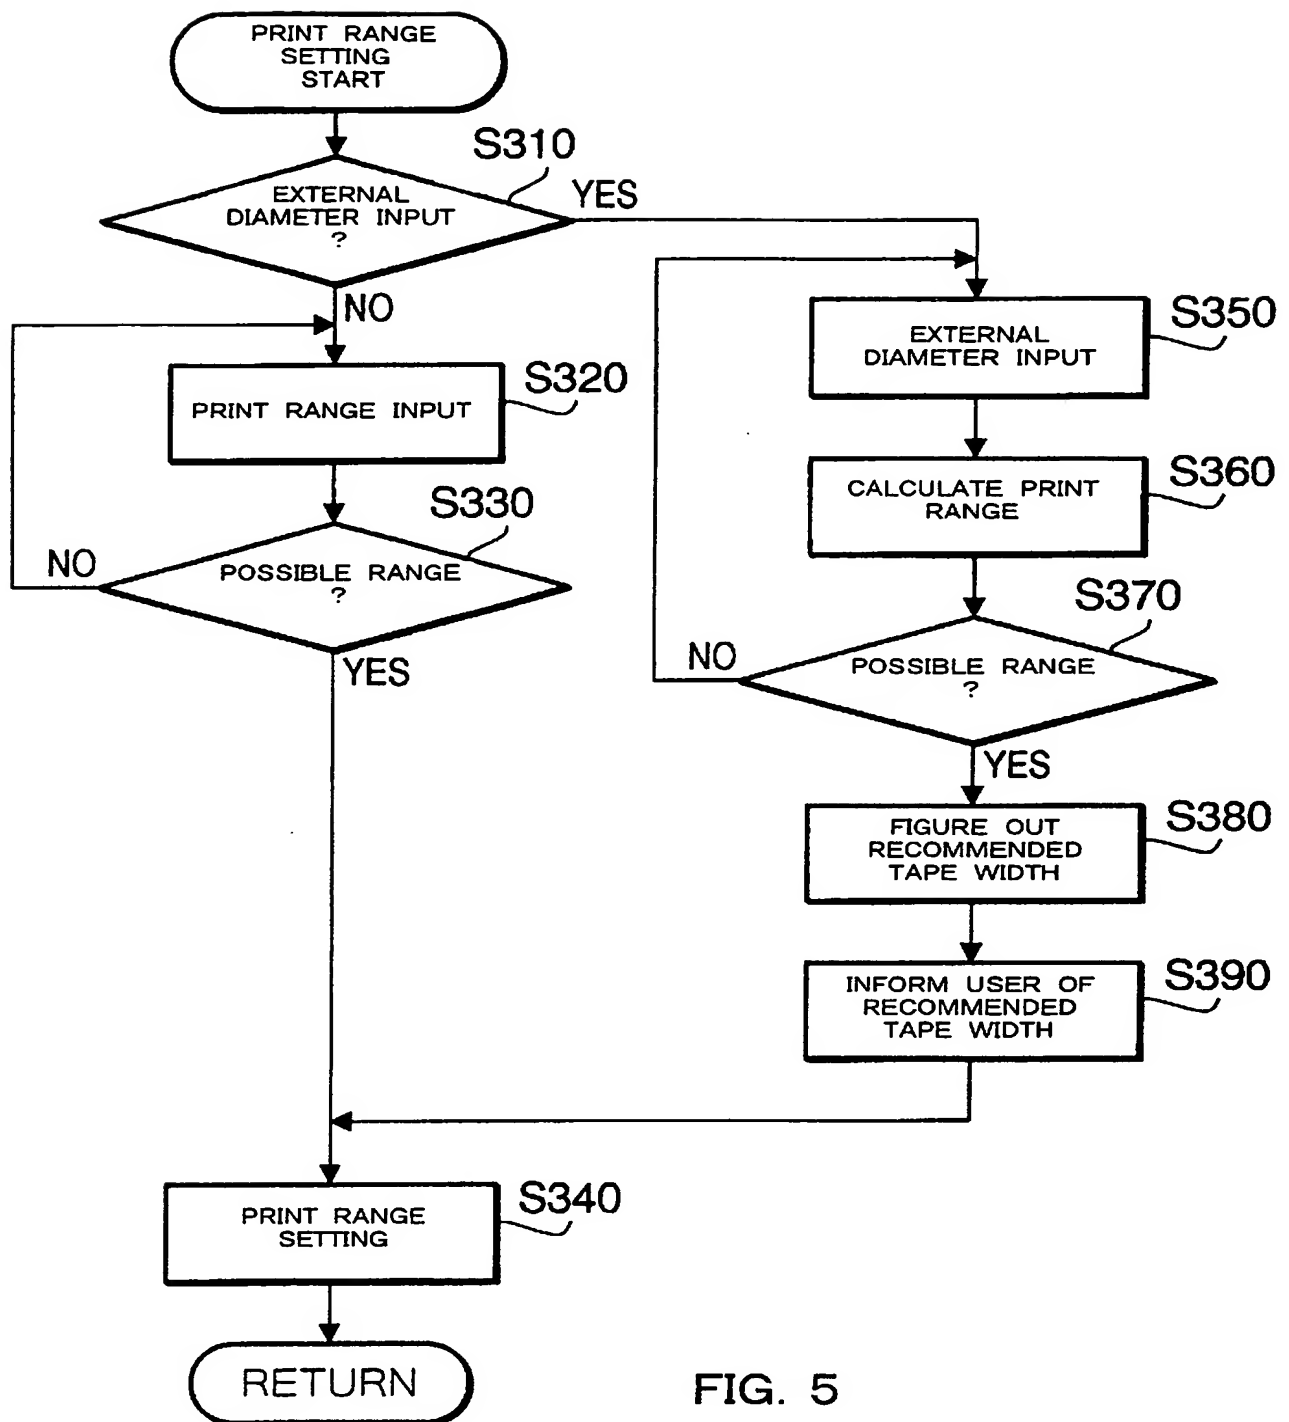 PRINT RANGE
SETTING
START
S310
EXTERNAL
DIAMETER INPUT
?
YES
NO
S320
PRINT RANGE INPUT
S330
POSSIBLE RANGE
?
NO
YES
S350
EXTERNAL
DIAMETER INPUT
S360
CALCULATE PRINT
RANGE
S370
POSSIBLE RANGE
?
NO
YES
S380
FIGURE OUT
RECOMMENDED
TAPE WIDTH
S390
INFORM USER OF
RECOMMENDED
TAPE WIDTH
S340
PRINT RANGE
SETTING
RETURN
FIG. 5